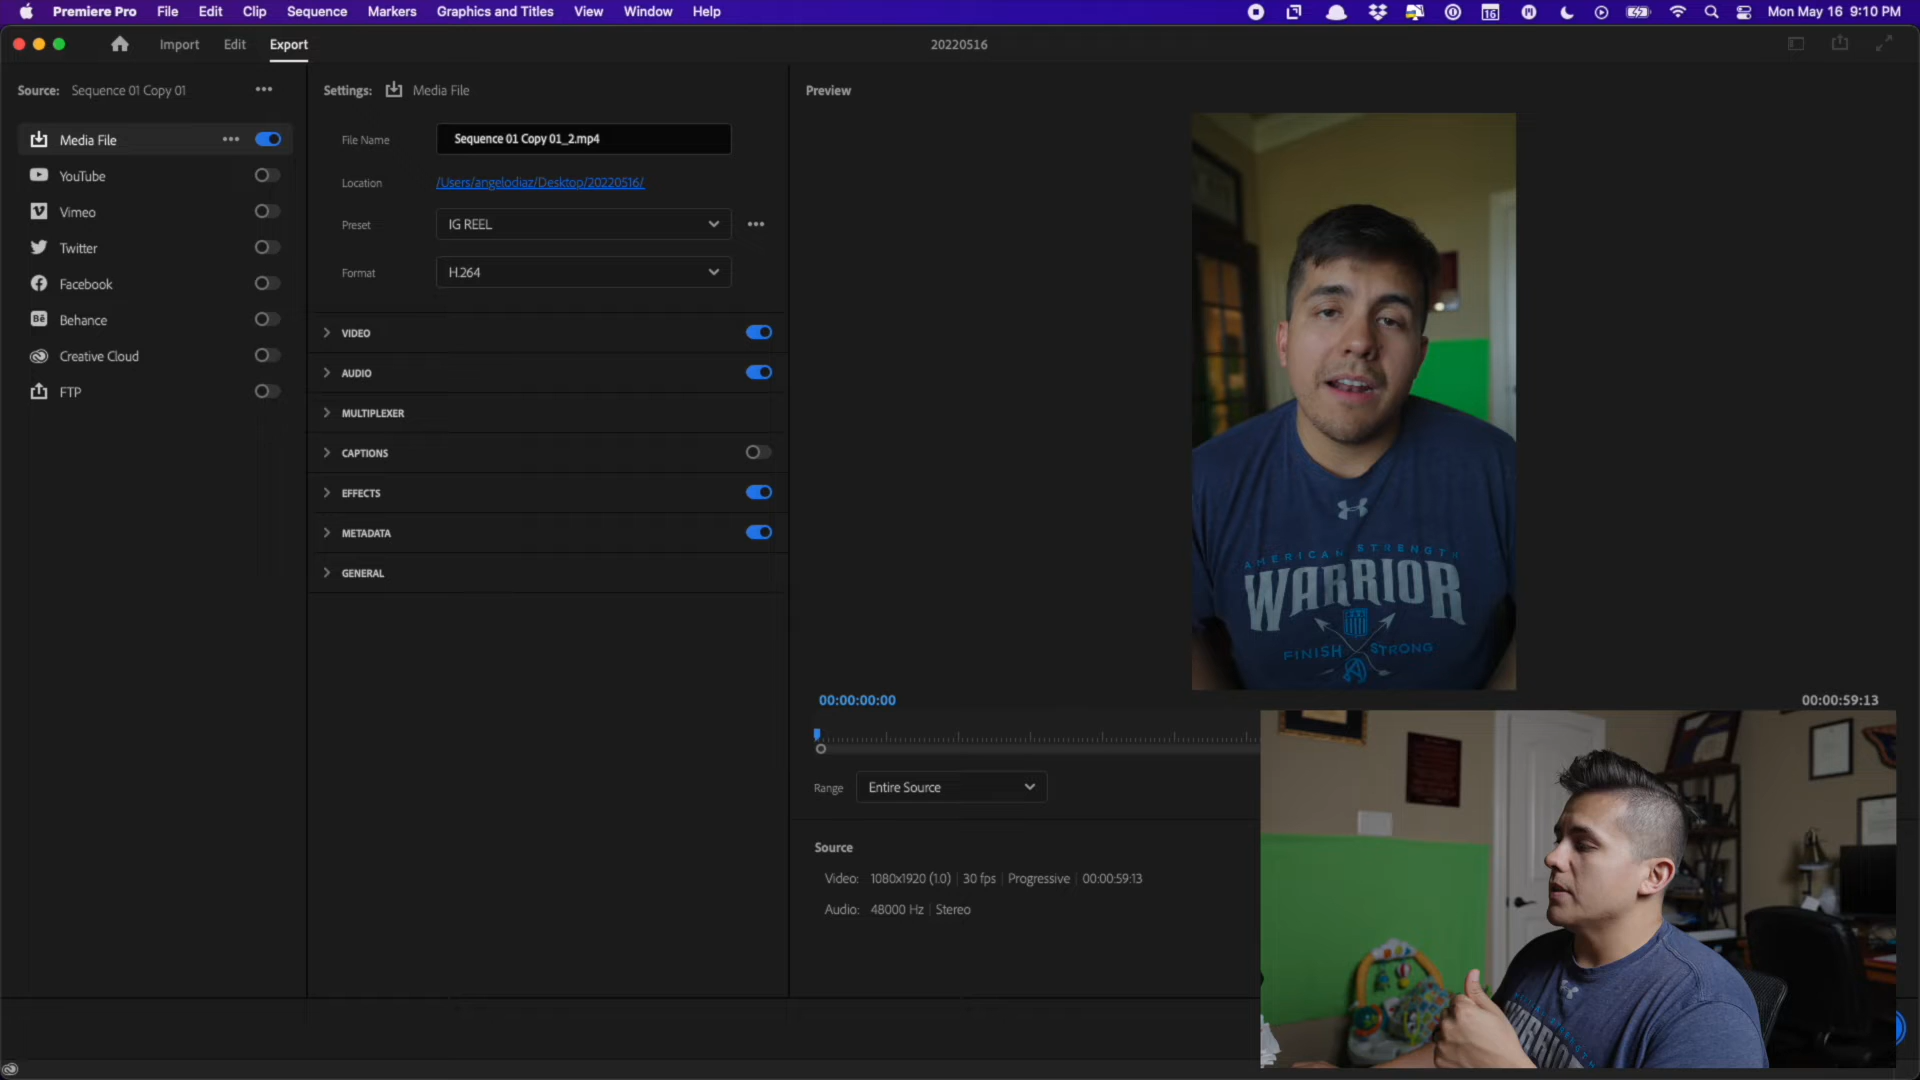 Premiere Pro File Edit Clip Sequence Markers Graphics and Titles View Window Help
16
Mon May 16 9:10 PM
Import Edit Export
20220516
Source: Sequence 01 Copy 01
Settings: Media File
Preview
Media File
YouTube
Vimeo
Twitter
Facebook
Bē Behance
Creative Cloud
FTP
File Name Sequence 01 Copy 01_2.mp4
Location /Users/angelodiaz/Desktop/20220516/
Preset IG REEL
Format H.264
VIDEO
AUDIO
MULTIPLEXER
CAPTIONS
EFFECTS
METADATA
GENERAL
AMERICAN STRENGTH
WARRIOR
FINISH STRONG
00:00:00:00
00:00:59:13
Range Entire Source
Source
Video: 1080x1920 (1.0) | 30 fps | Progressive | 00:00:59:13
Audio: 48000 Hz | Stereo
WARRIOR